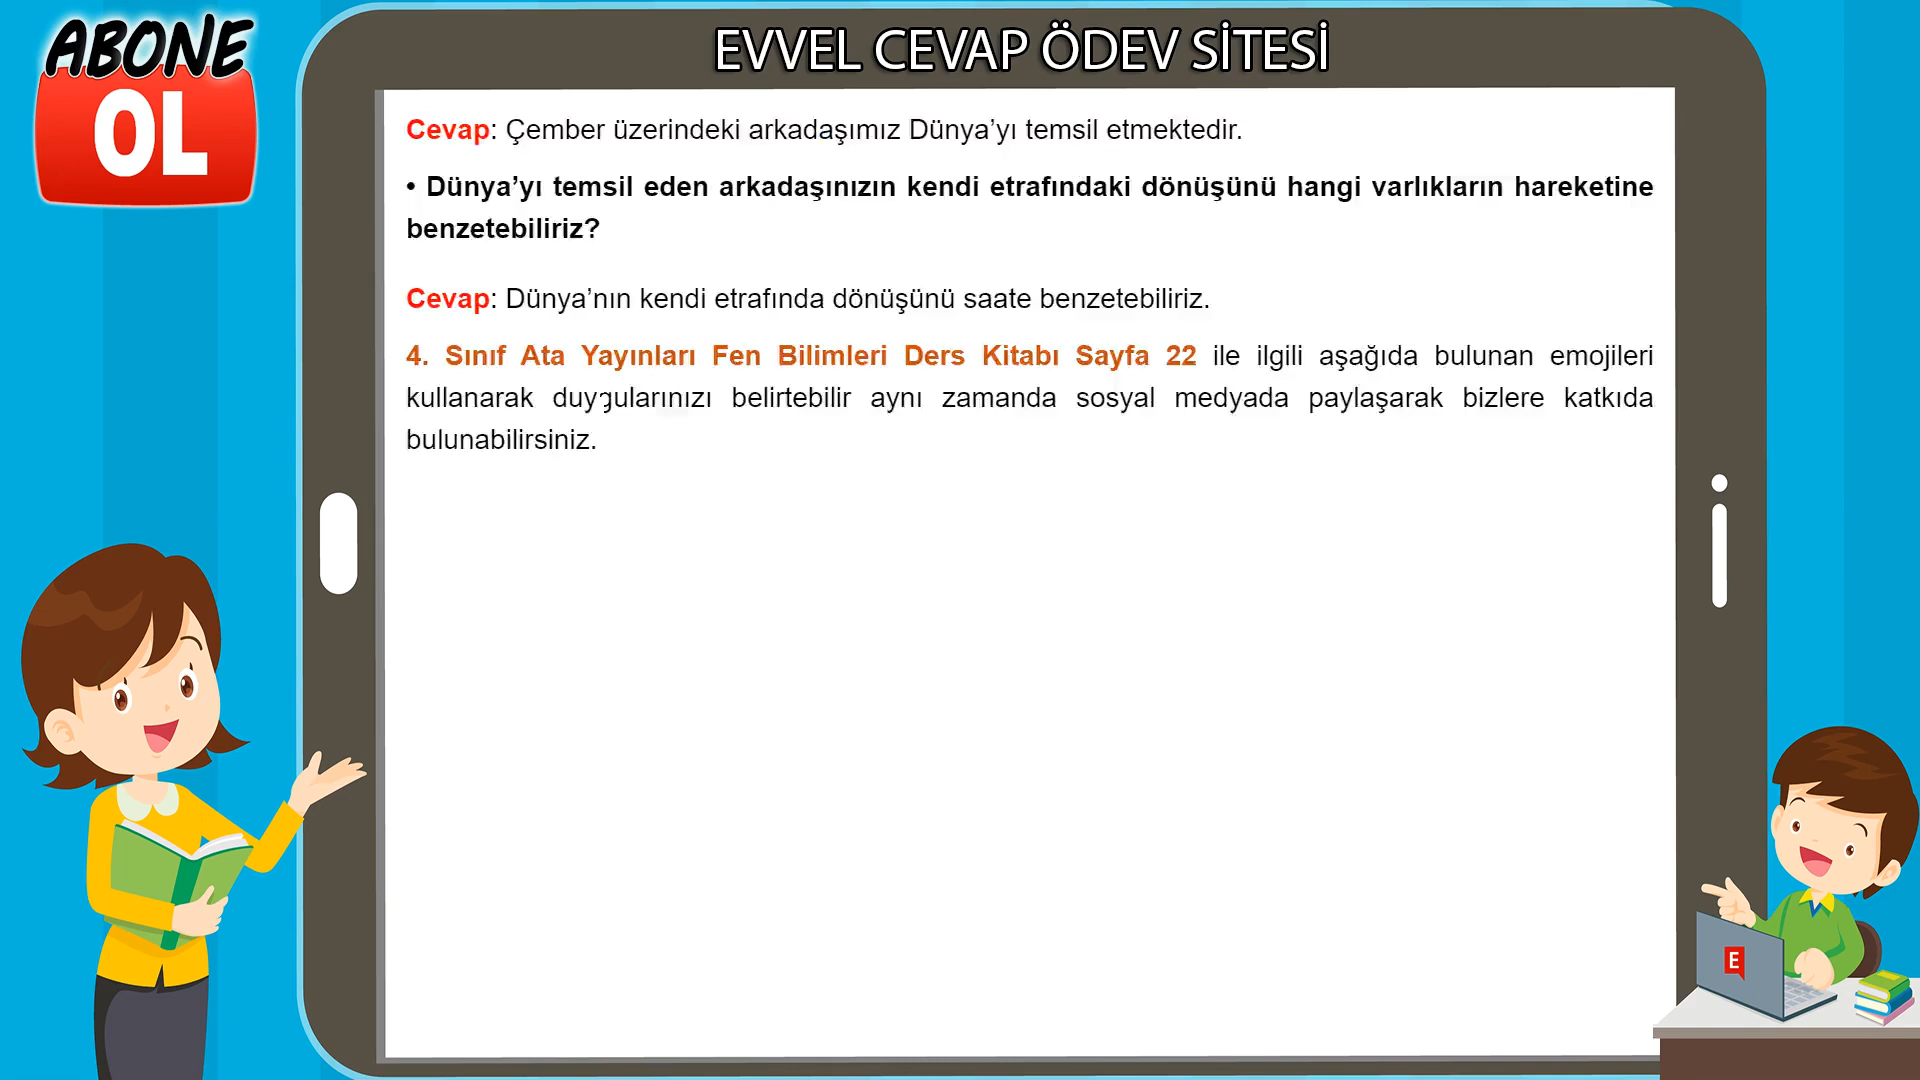 ABONE
OL
EVVEL CEVAP ÖDEV SİTESİ
Cevap: Çember üzerindeki arkadaşımız Dünya’yı temsil etmektedir.
• Dünya’yı temsil eden arkadaşınızın kendi etrafındaki dönüşünü hangi varlıkların hareketine
benzetebiliriz?
Cevap: Dünya’nın kendi etrafında dönüşünü saate benzetebiliriz.
4. Sınıf Ata Yayınları Fen Bilimleri Ders Kitabı Sayfa 22 ile ilgili aşağıda bulunan emojileri
kullanarak duygularınızı belirtebilir aynı zamanda sosyal medyada paylaşarak bizlere katkıda
bulunabilirsiniz.
E